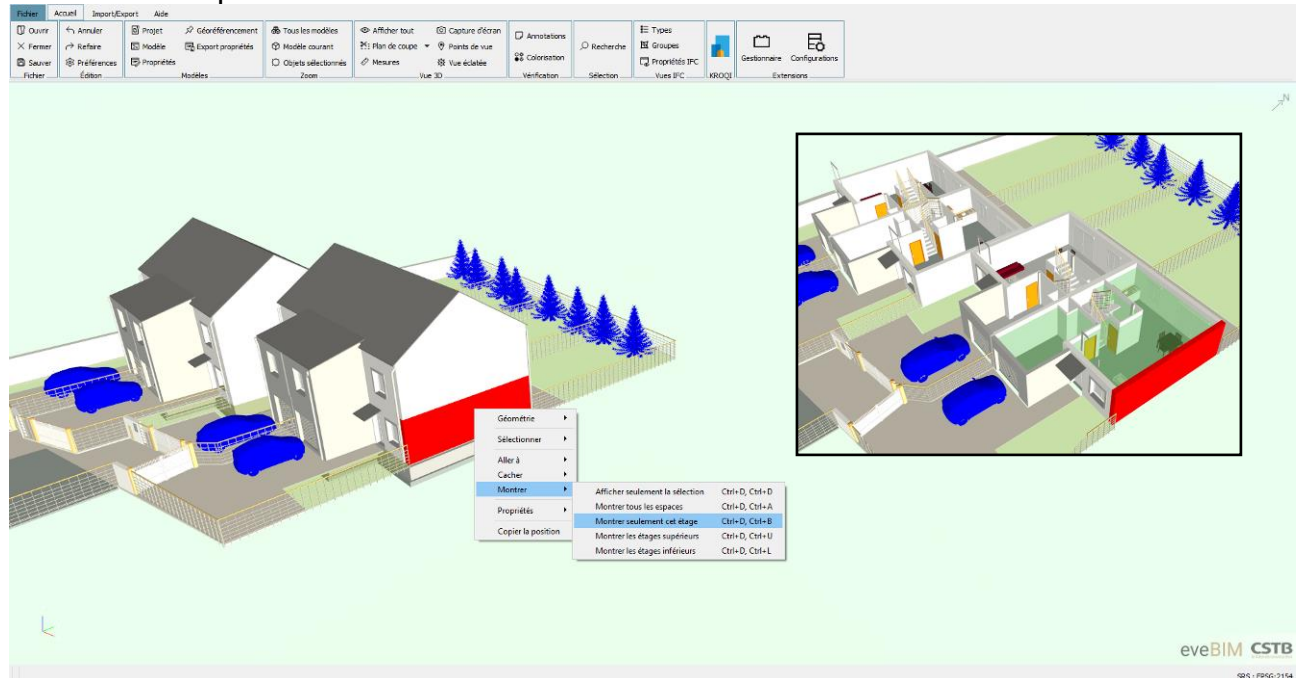 Fichier Accueil Import/Export Aide
Ouvrir Annuler Projet Géoréférencement Tous les modèles Afficher tout Capture d'écran Annotations Recherche Types Gestionnaire Configurations
Fermer Refaire Modèle Export propriétés Modèle courant Plan de coupe Points de vue Colorisation Groupes
Sauver Préférences Propriétés Objets sélectionnés Mesures Vue éclatée Propriétés IFC
Fichier Édition Modèles Zoom Vue 3D Vérification Sélection Vues IFC KROQI Extensions
N
Géométrie
Sélectionner
Aller à
Cacher
Montrer
Propriétés
Copier la position
Afficher seulement la sélection Ctrl+D, Ctrl+D
Montrer tous les espaces Ctrl+D, Ctrl+A
Montrer seulement cet étage Ctrl+D, Ctrl+B
Montrer les étages supérieurs Ctrl+D, Ctrl+U
Montrer les étages inférieurs Ctrl+D, Ctrl+L
eveBIM CSTB
SRS : EPSG:2154